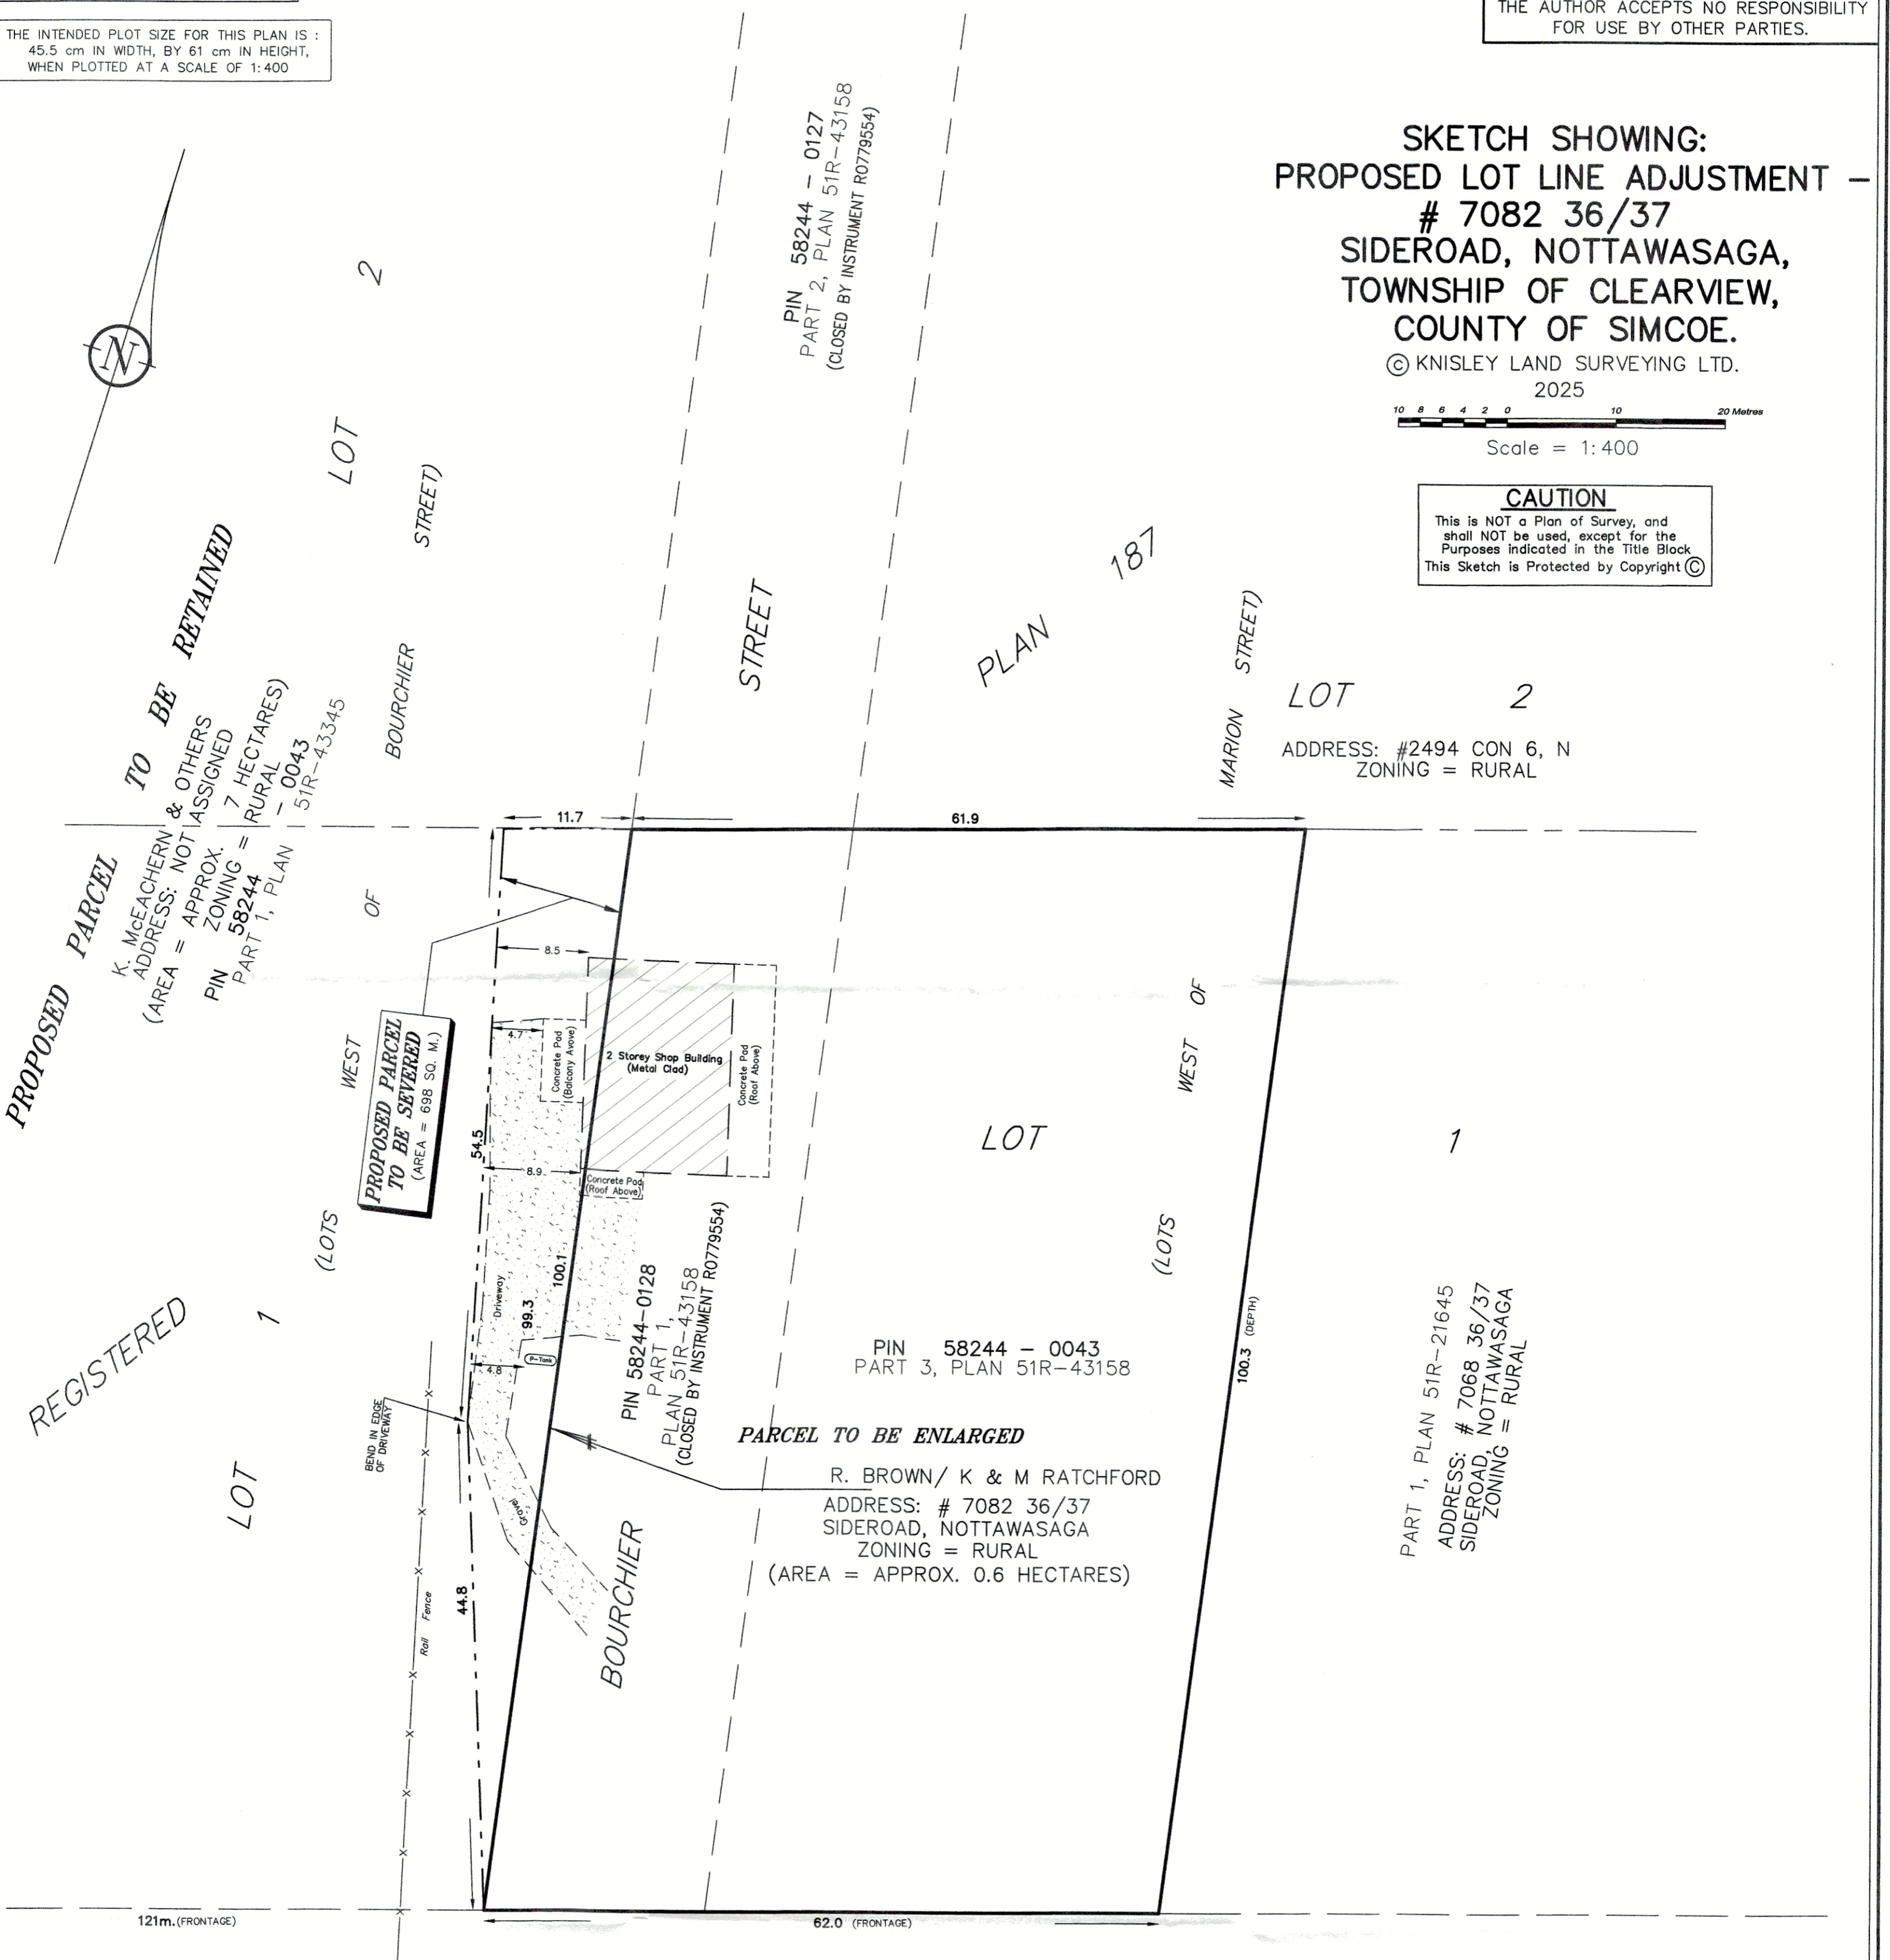 THE INTENDED PLOT SIZE FOR THIS PLAN IS :
45.5 cm IN WIDTH, BY 61 cm IN HEIGHT,
WHEN PLOTTED AT A SCALE OF 1:400
THE AUTHOR ACCEPTS NO RESPONSIBILITY
FOR USE BY OTHER PARTIES.
SKETCH SHOWING:
PROPOSED LOT LINE ADJUSTMENT –
# 7082 36/37
SIDEROAD, NOTTAWASAGA,
TOWNSHIP OF CLEARVIEW,
COUNTY OF SIMCOE.
© KNISLEY LAND SURVEYING LTD.
2025
10 8 6 4 2 0 10 20 Metres
Scale = 1:400
CAUTION
This is NOT a Plan of Survey, and
shall NOT be used, except for the
Purposes indicated in the Title Block
This Sketch is Protected by Copyright ©
N
PIN 58244 – 0127
PART 2, PLAN 51R–43158
(CLOSED BY INSTRUMENT R0779554)
LOT 2
BOURCHIER STREET)
STREET
PLAN 187
MARION STREET)
LOT 2
ADDRESS: #2494 CON 6, N
ZONING = RURAL
PROPOSED PARCEL TO BE RETAINED
K. McEACHERN & OTHERS
ADDRESS: NOT ASSIGNED
(AREA = APPROX. 7 HECTARES)
ZONING = RURAL
PIN 58244 – 0043
PART 1, PLAN 51R–43345
11.7
61.9
(LOTS WEST OF
8.5
4.7
Concrete Pad
(Balcony Avove)
2 Storey Shop Building
(Metal Clad)
Concrete Pad
(Roof Above)
PROPOSED PARCEL
TO BE SEVERED
(AREA = 698 SQ. M.)
54.5
8.9
Concrete Pad
(Roof Above)
LOT
1
(LOTS WEST OF
100.1
99.3
Driveway
P-Tank
4.8
PIN 58244–0128
PART 1,
PLAN 51R–43158
(CLOSED BY INSTRUMENT R0779554)
PIN 58244 – 0043
PART 3, PLAN 51R–43158
100.3 (DEPTH)
PART 1, PLAN 51R–21645
ADDRESS: # 7068 36/37
SIDEROAD, NOTTAWASAGA
ZONING = RURAL
REGISTERED
LOT 1
BEND IN EDGE
OF DRIVEWAY
PARCEL TO BE ENLARGED
R. BROWN/ K & M RATCHFORD
ADDRESS: # 7082 36/37
SIDEROAD, NOTTAWASAGA
ZONING = RURAL
(AREA = APPROX. 0.6 HECTARES)
Gravel
BOURCHIER
44.8
Rail Fence
121m.(FRONTAGE)
62.0 (FRONTAGE)